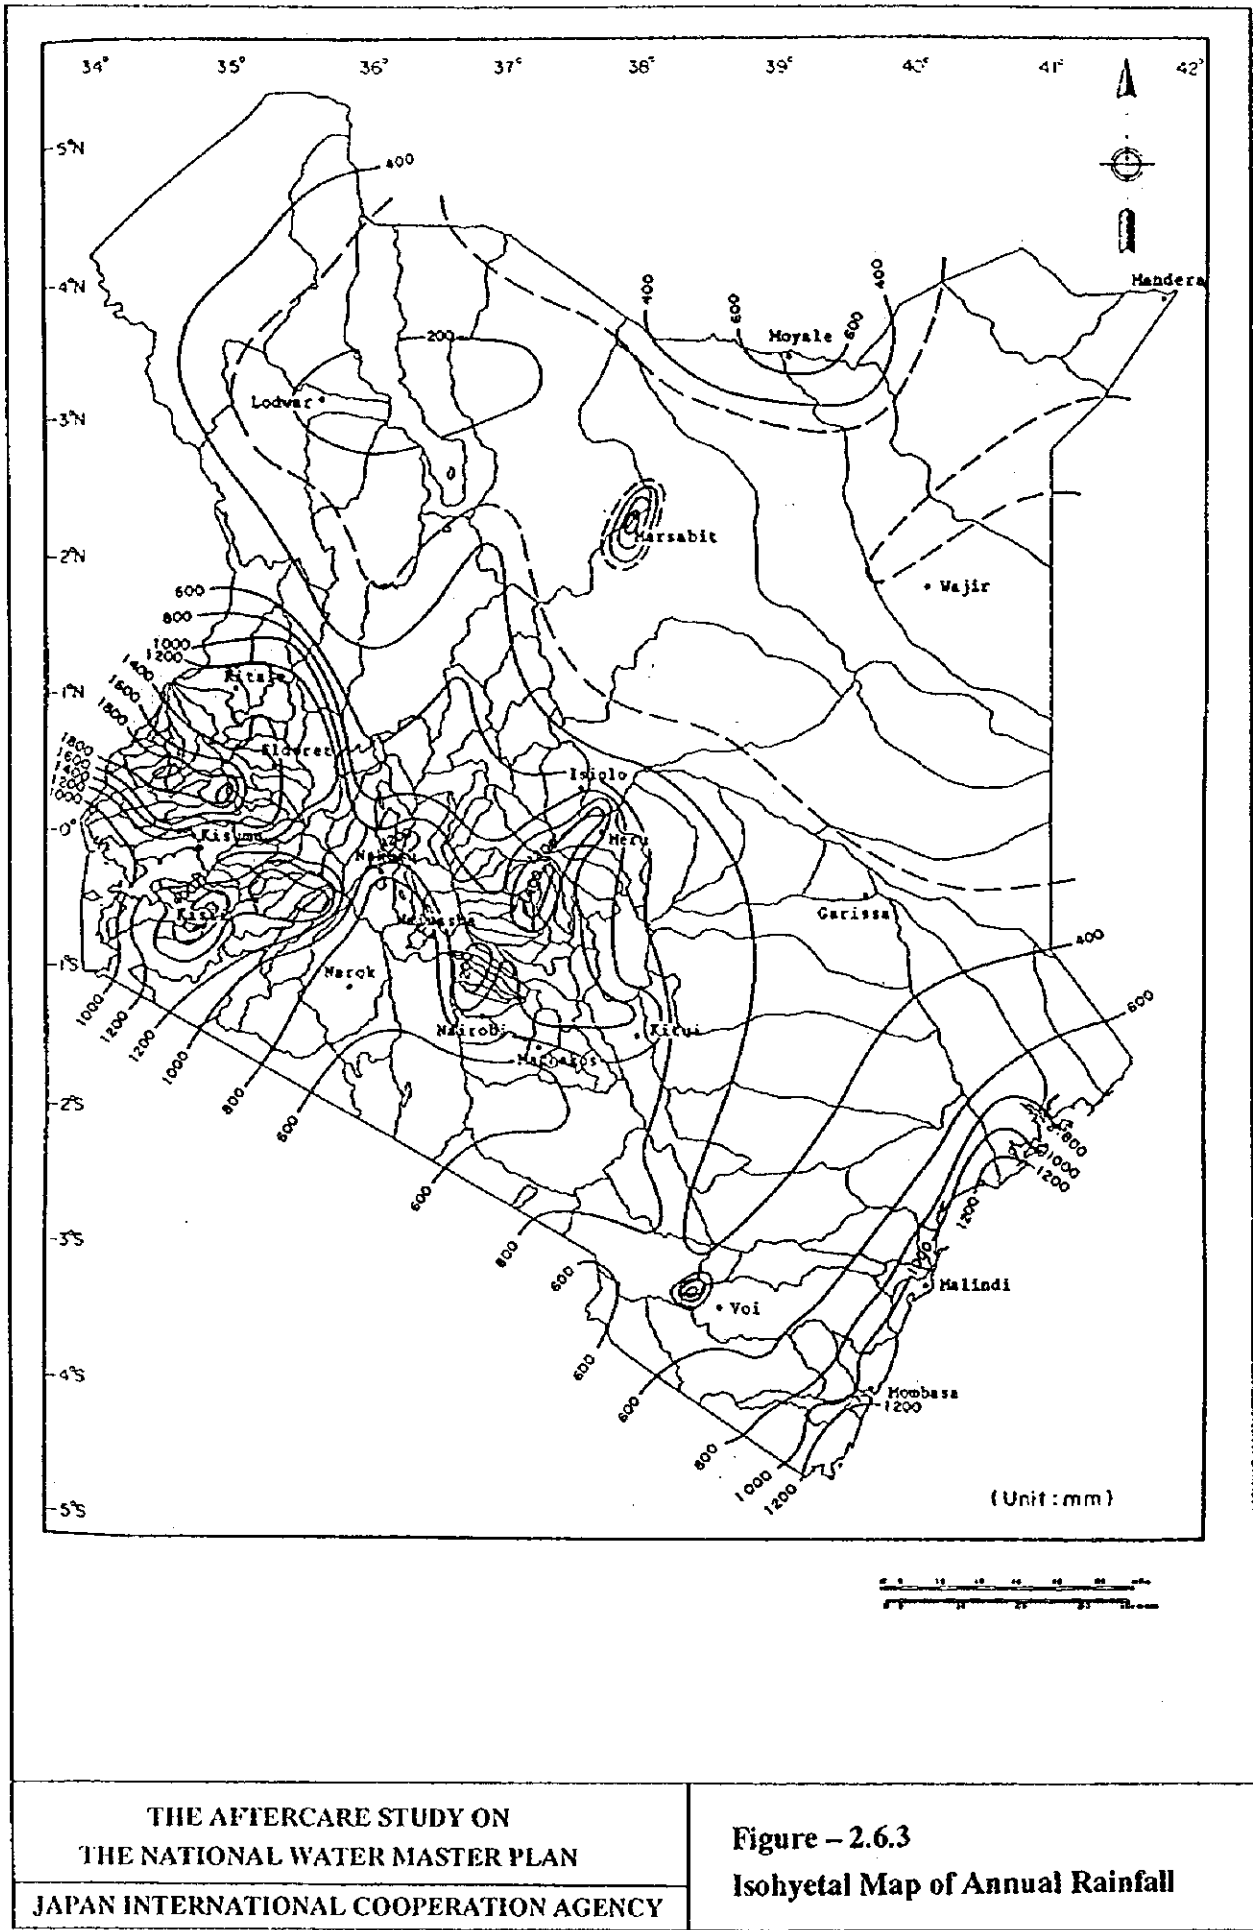 34° 35° 36° 37° 38° 39° 40° 41° 42°
5°N
4°N
3°N
2°N
1°N
0°
1°S
2°S
3°S
4°S
5°S
400
400
600
600
400
Mandera
Moyale
200
Lodwar
Marsabit
Wajir
600
800
1000
1200
1400
1600
1800
Kitale
1800
1600
1400
1200
1000
Eldoret
Isiolo
Kisumu
Nakuru
Meru
Kisii
Naivasha
Garissa
Narok
400
600
1000
1200
1200
1000
800
600
Nairobi
Kitui
Machakos
600
800
600
600
600
800
1000
1200
800
1000
1200
1200
1000
Malindi
Voi
Mombasa
1200
(Unit : mm)
THE AFTERCARE STUDY ON
THE NATIONAL WATER MASTER PLAN
JAPAN INTERNATIONAL COOPERATION AGENCY
Figure – 2.6.3
Isohyetal Map of Annual Rainfall